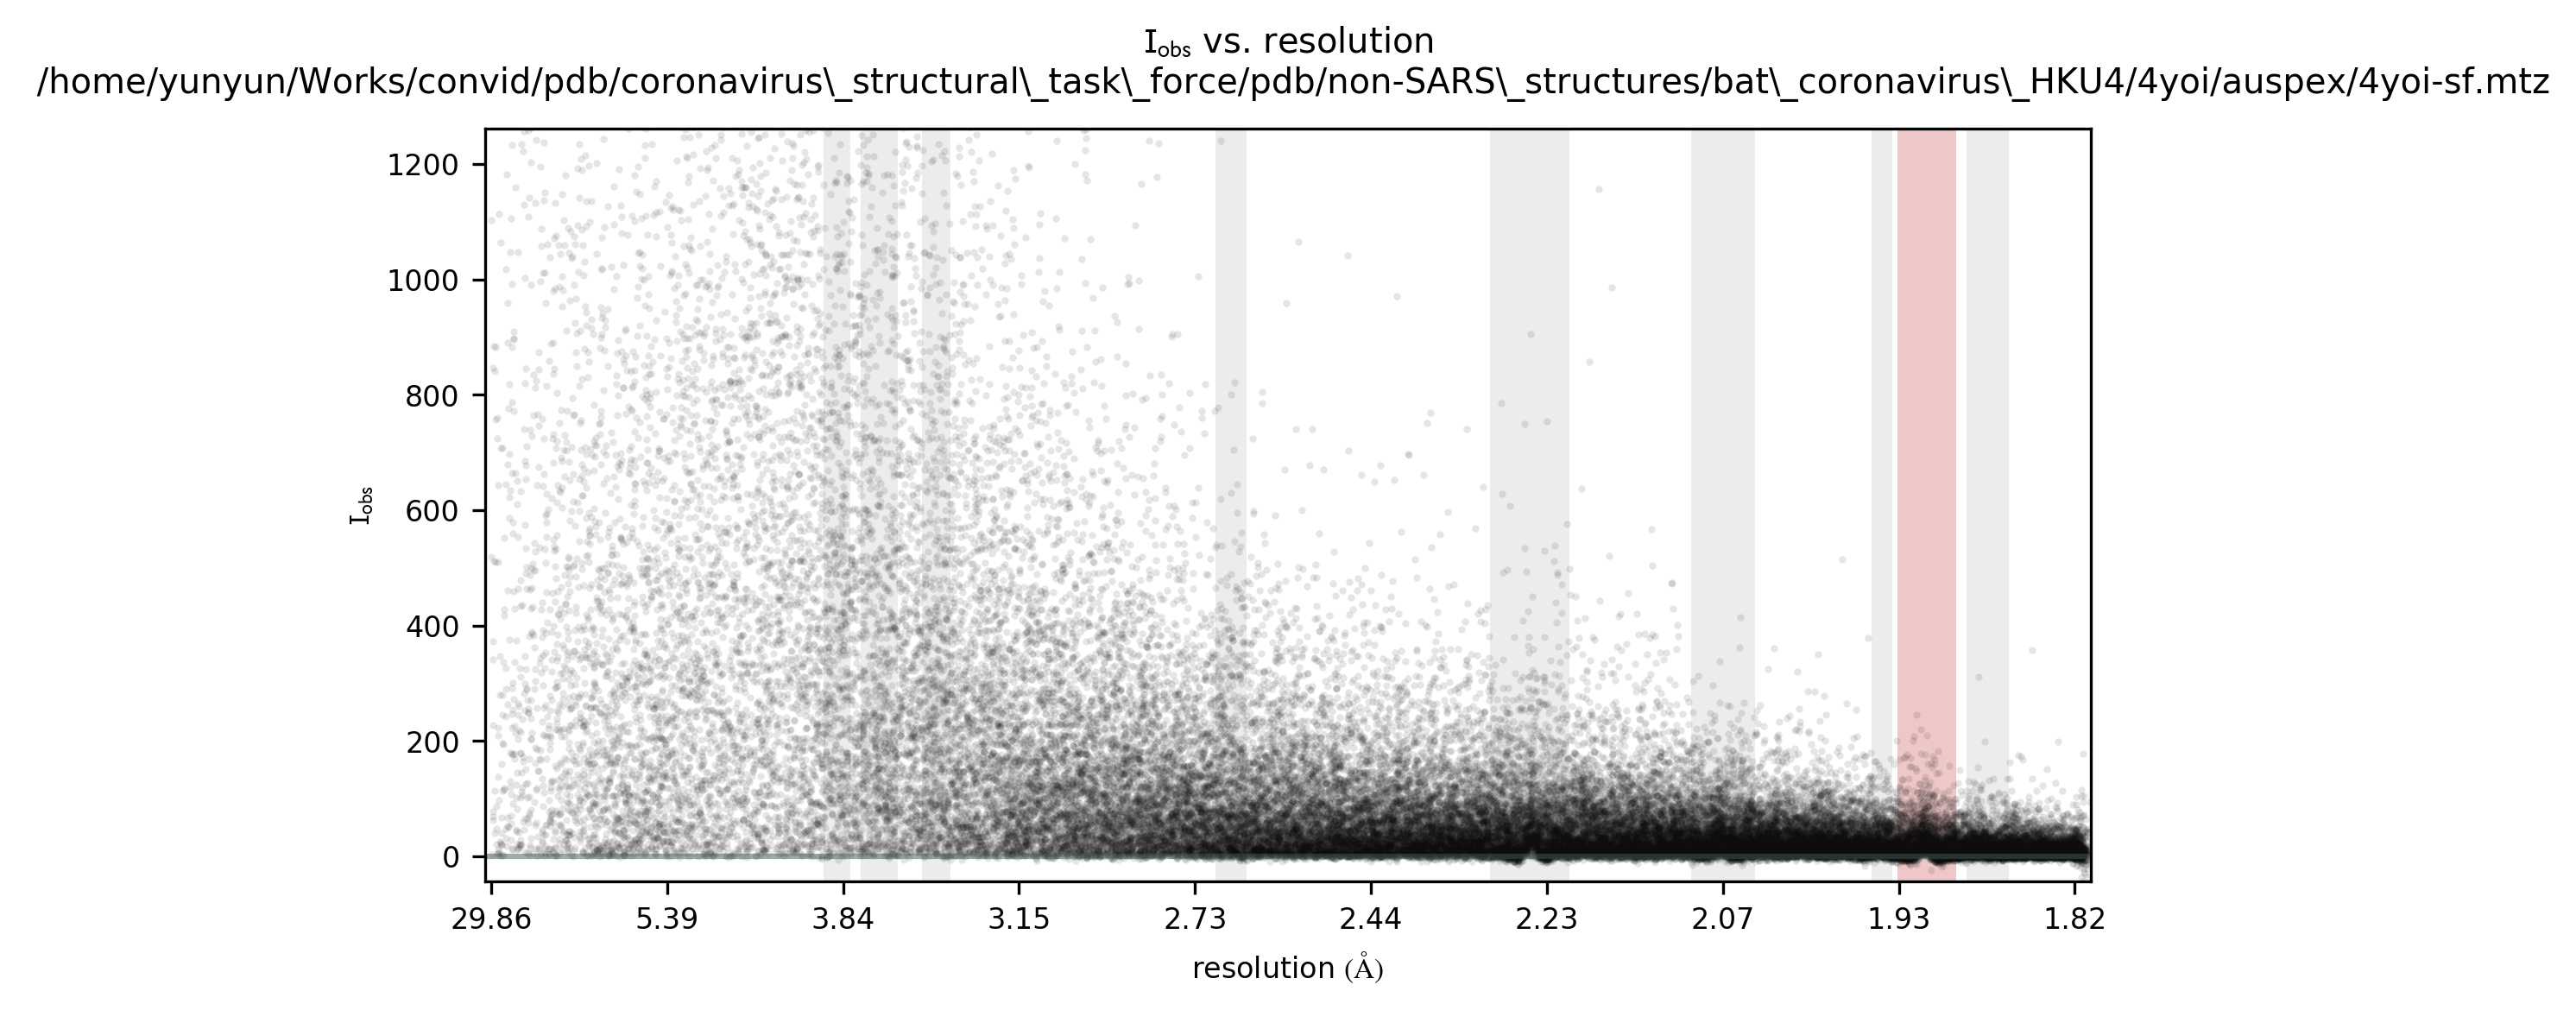 I_obs vs. resolution
/home/yunyun/Works/convid/pdb/coronavirus\_structural\_task\_force/pdb/non-SARS\_structures/bat\_coronavirus\_HKU4/4yoi/auspex/4yoi-sf.mtz
I_obs
1200
1000
800
600
400
200
0
29.86 5.39 3.84 3.15 2.73 2.44 2.23 2.07 1.93 1.82
resolution (Å)